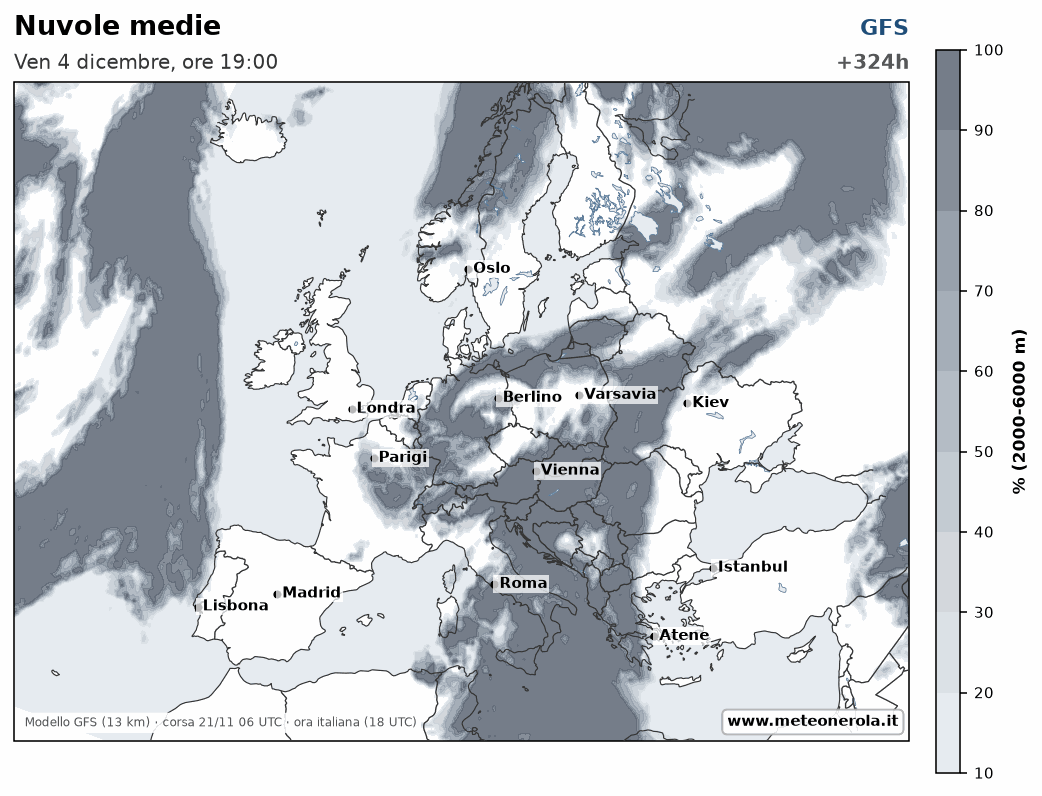 Nuvole medie
GFS
Ven 4 dicembre, ore 19:00
+324h
100
90
80
70
60
50
40
30
20
10
% (2000-6000 m)
Oslo
Berlino
Varsavia
Kiev
Londra
Parigi
Vienna
Istanbul
Roma
Madrid
Lisbona
Atene
Modello GFS (13 km) · corsa 21/11 06 UTC · ora italiana (18 UTC)
www.meteonerola.it